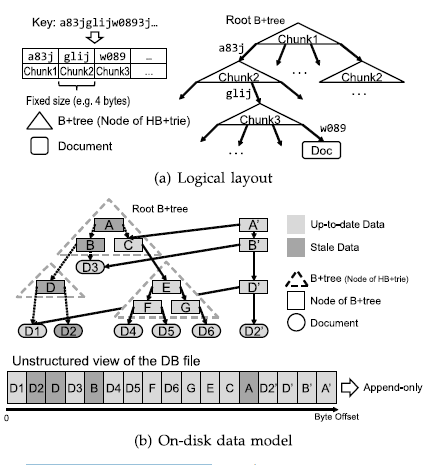 Key: a83jglijw0893j…
a83j glij w089 …
Chunk1 Chunk2 Chunk3 …
Fixed size (e.g. 4 bytes)
B+tree (Node of HB+trie)
Document
Root B+tree
Chunk1
a83j
… 
Chunk2
Chunk2
glij
Chunk3
w089
…
…
Doc
(a) Logical layout
Root B+tree
A
B
C
D3
D
E
F
G
D1
D2
D4
D5
D6
A'
B'
D'
D2'
Up-to-date Data
Stale Data
B+tree (Node of HB+trie)
Node of B+tree
Document
Unstructured view of the DB file
D1 D2 D D3 B D4 D5 F D6 G E C A D2' D' B' A'
Append-only
0
Byte Offset
(b) On-disk data model